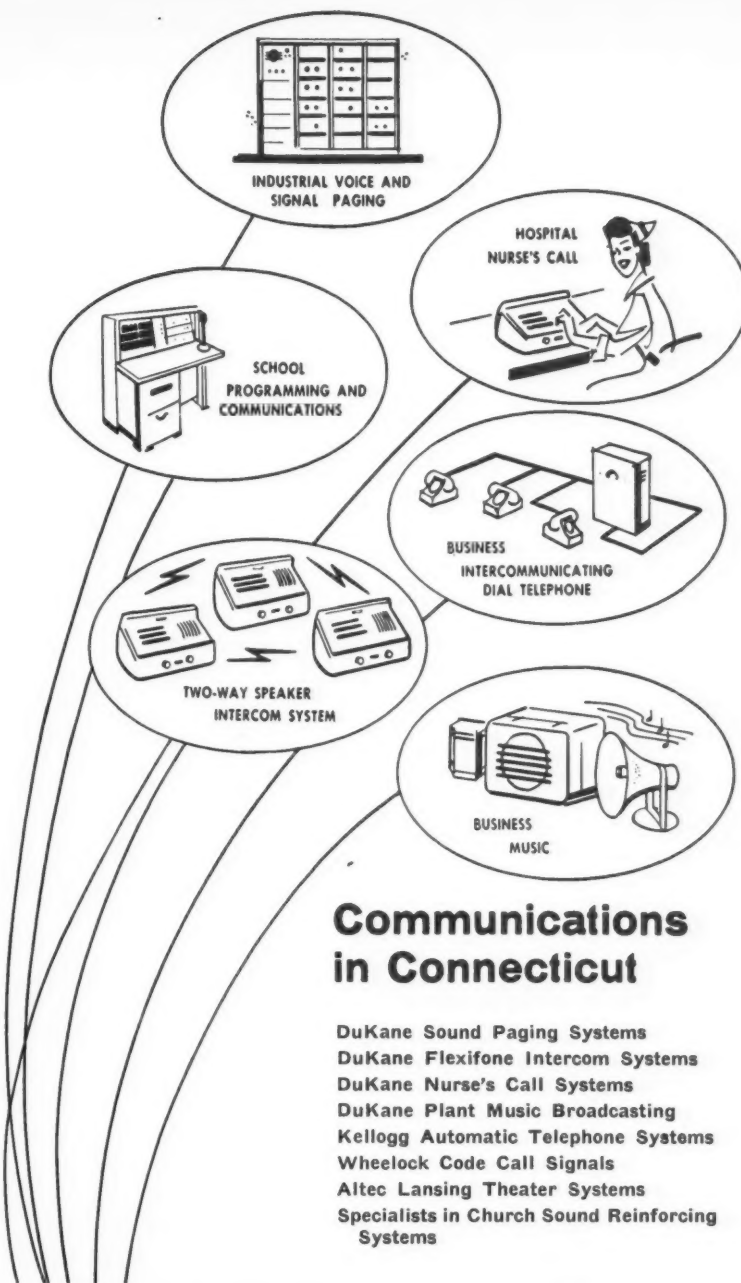 INDUSTRIAL VOICE AND
SIGNAL PAGING
HOSPITAL
NURSE'S CALL
SCHOOL
PROGRAMMING AND
COMMUNICATIONS
BUSINESS
INTERCOMMUNICATING
DIAL TELEPHONE
TWO-WAY SPEAKER
INTERCOM SYSTEM
BUSINESS
MUSIC
Communications
in Connecticut
DuKane Sound Paging Systems
DuKane Flexifone Intercom Systems
DuKane Nurse's Call Systems
DuKane Plant Music Broadcasting
Kellogg Automatic Telephone Systems
Wheelock Code Call Signals
Altec Lansing Theater Systems
Specialists in Church Sound Reinforcing
Systems